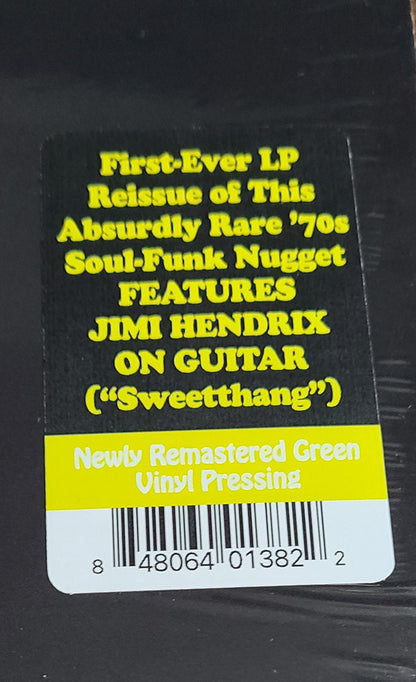 First-Ever LP
Reissue of This
Absurdly Rare '70s
Soul-Funk Nugget
FEATURES
JIMI HENDRIX
ON GUITAR
("Sweetthang")
Newly Remastered Green
Vinyl Pressing
8 48064 01382 2